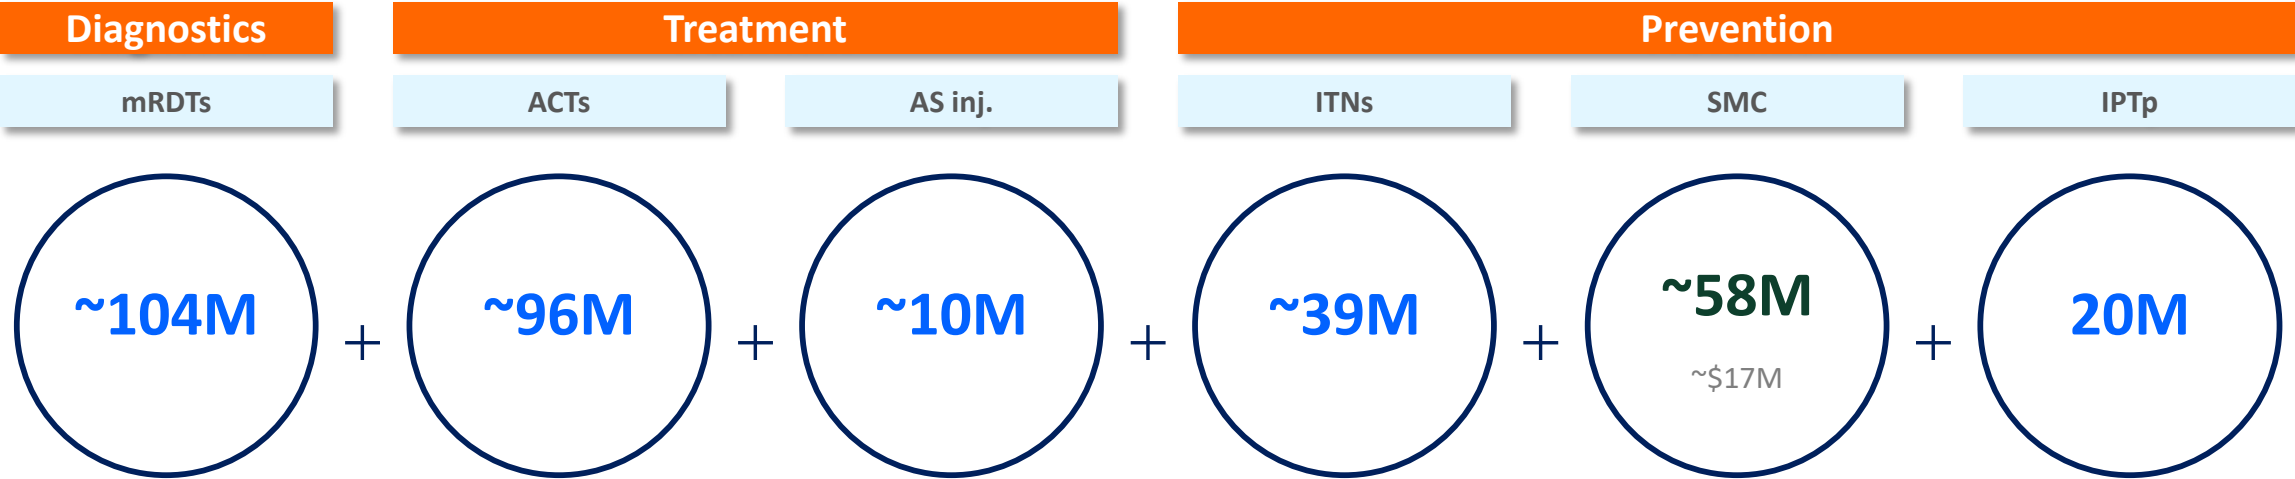 Diagnostics
Treatment
Prevention
mRDTs
ACTs
AS inj.
ITNs
SMC
IPTp
~104M
+
~96M
+
~10M
+
~39M
+
~58M
~$17M
+
20M